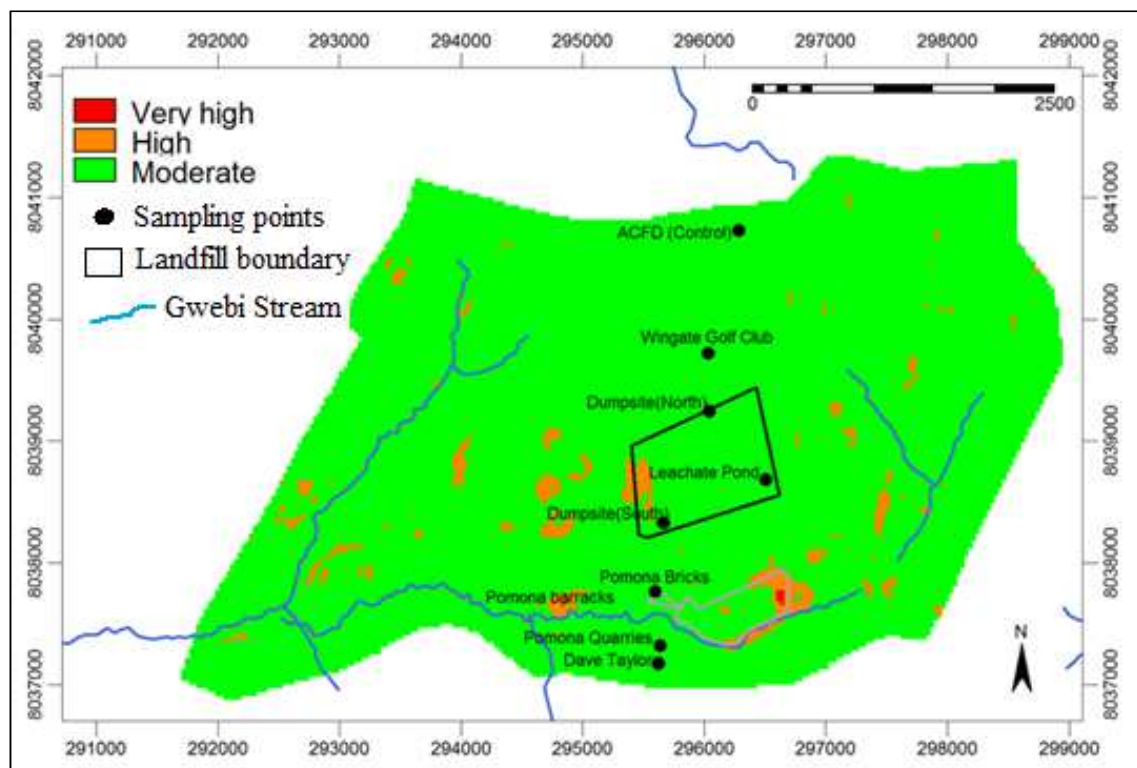 291000 292000 293000 294000 295000 296000 297000 298000 299000
8042000
8041000
8040000
8039000
8038000
8037000
Very high
High
Moderate
Sampling points
Landfill boundary
Gwebi Stream
0 2500
ACFD (Control)
Wingate Golf Club
Dumpsite(North)
Leachate Pond
Dumpsite(South)
Pomona Bricks
Pomona barracks
Pomona Quarries
Dave Taylor
N
8042000
8041000
8040000
8039000
8038000
8037000
291000 292000 293000 294000 295000 296000 297000 298000 299000